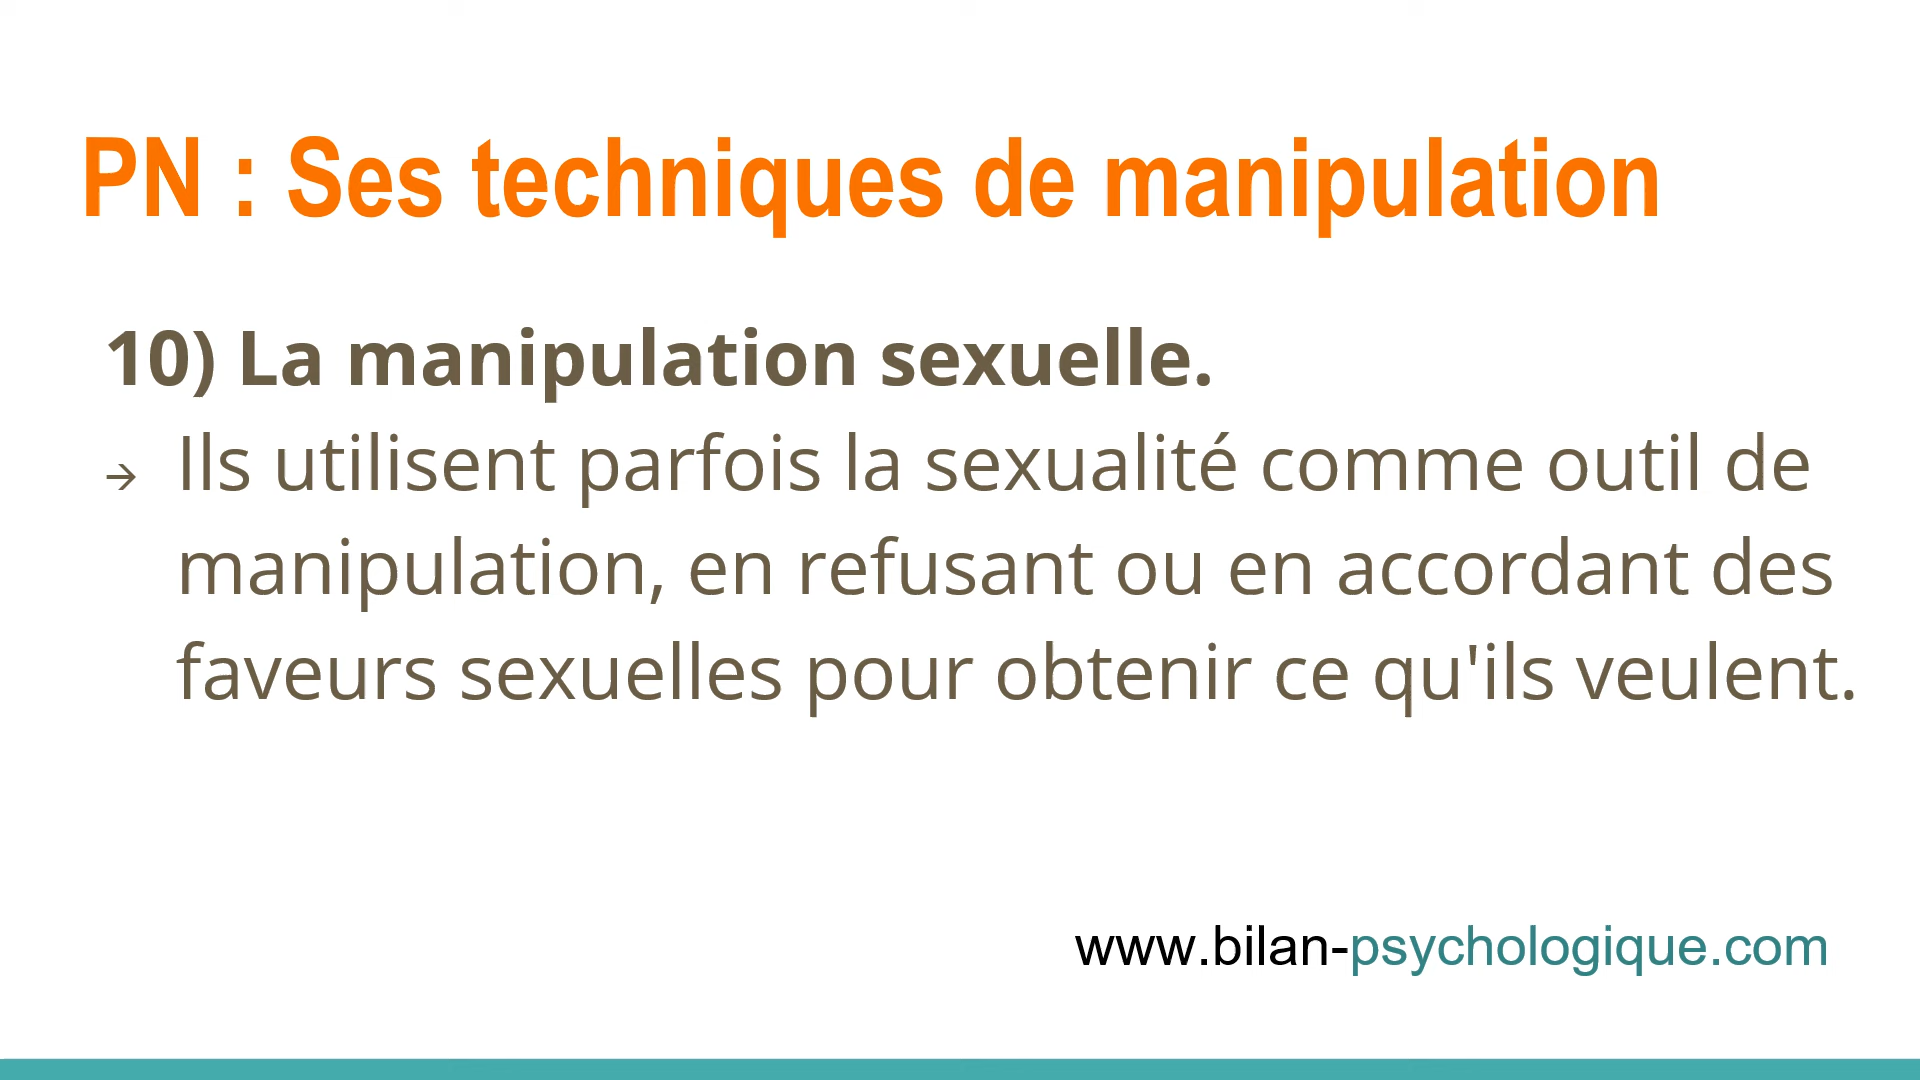 PN : Ses techniques de manipulation
10) La manipulation sexuelle.
→ Ils utilisent parfois la sexualité comme outil de
manipulation, en refusant ou en accordant des
faveurs sexuelles pour obtenir ce qu'ils veulent.
www.bilan-psychologique.com